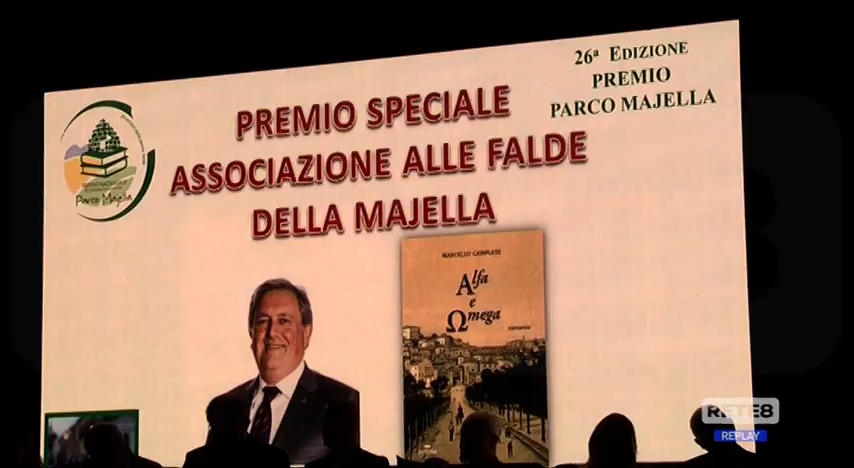 26ª EDIZIONE
PREMIO
PARCO MAJELLA
PREMIO SPECIALE
ASSOCIAZIONE ALLE FALDE
DELLA MAJELLA
Parco Majella
MARCELLO CAMPLESE
Alfa
e
Omega
romanzo
RETE8
REPLAY